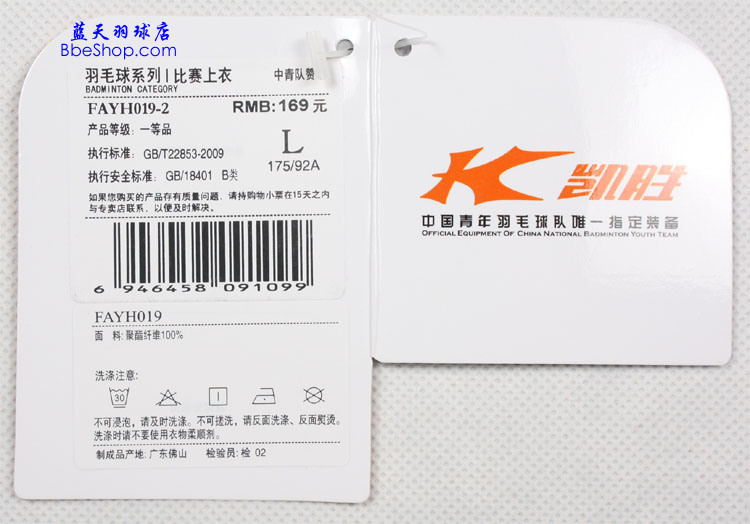 蓝天羽球店
BbeShop.com
羽毛球系列 | 比赛上衣
中青队赞
BADMINTON CATEGORY
FAYH019-2
RMB:169 元
产品等级: 一等品
执行标准: GB/T22853-2009
执行安全标准: GB/18401 B类
L
175/92A
如果您购买的产品存有质量问题, 请持购物小票在15天之内
与专卖店联系, 以便及时解决。
6 946458 091099
FAYH019
面 料: 聚酯纤维100%
洗涤注意:
30
不可浸泡, 请及时洗涤。不可搓洗, 请反面洗涤、反面熨烫。
洗涤时请不要使用衣物柔顺剂。
制成品产地: 广东佛山 检验员: 检 02
K 凯胜
中国青年羽毛球队唯一指定装备
OFFICIAL EQUIPMENT OF CHINA NATIONAL BADMINTON YOUTH TEAM